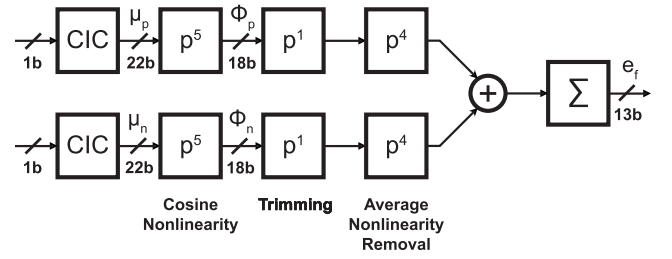 μp Φp
CIC p⁵ p¹ p⁴
1b 22b 18b
+ Σ ef
13b
μn Φn
CIC p⁵ p¹ p⁴
1b 22b 18b
Cosine Trimming Average
Nonlinearity Nonlinearity
Removal